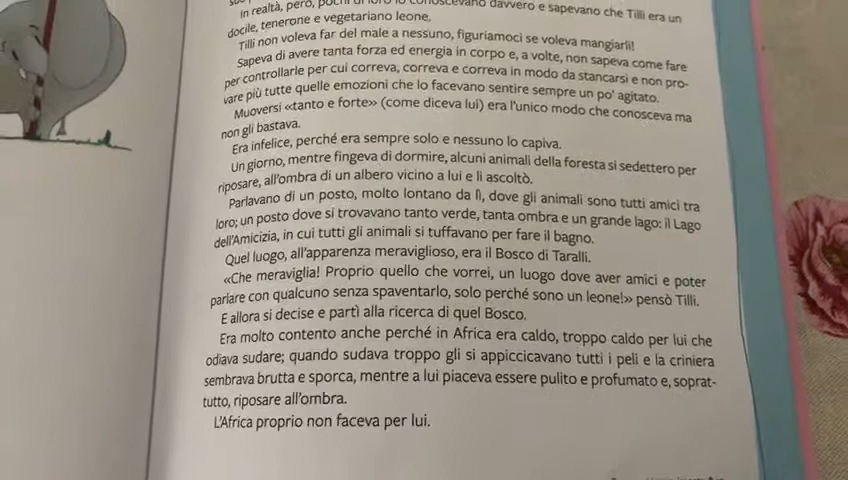 In realtà, però, pochi di loro lo conoscevano davvero e sapevano che Tilli era un
docile, tenerone e vegetariano leone.
Tilli non voleva far del male a nessuno, figuriamoci se voleva mangiarli!
Sapeva di avere tanta forza ed energia in corpo e, a volte, non sapeva come fare
per controllarle per cui correva, correva e correva in modo da stancarsi e non pro-
vare più tutte quelle emozioni che lo facevano sentire sempre un po' agitato.
Muoversi «tanto e forte» (come diceva lui) era l'unico modo che conosceva ma
non gli bastava.
Era infelice, perché era sempre solo e nessuno lo capiva.
Un giorno, mentre fingeva di dormire, alcuni animali della foresta si sedettero per
riposare, all'ombra di un albero vicino a lui e li ascoltò.
Parlavano di un posto, molto lontano da lì, dove gli animali sono tutti amici tra
loro; un posto dove si trovavano tanto verde, tanta ombra e un grande lago: il Lago
dell'Amicizia, in cui tutti gli animali si tuffavano per fare il bagno.
Quel luogo, all'apparenza meraviglioso, era il Bosco di Taralli.
«Che meraviglia! Proprio quello che vorrei, un luogo dove aver amici e poter
parlare con qualcuno senza spaventarlo, solo perché sono un leone!» pensò Tilli.
E allora si decise e partì alla ricerca di quel Bosco.
Era molto contento anche perché in Africa era caldo, troppo caldo per lui che
odiava sudare; quando sudava troppo gli si appiccicavano tutti i peli e la criniera
sembrava brutta e sporca, mentre a lui piaceva essere pulito e profumato e, soprat-
tutto, riposare all'ombra.
L'Africa proprio non faceva per lui.